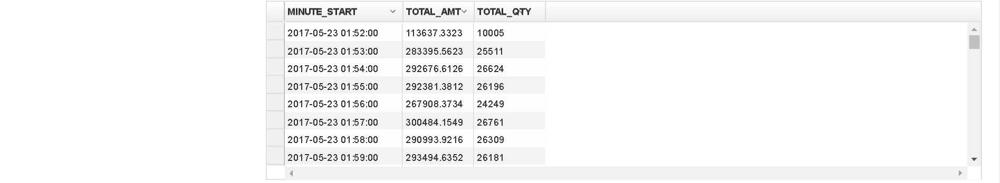 MINUTE_START TOTAL_AMT TOTAL_QTY
2017-05-23 01:52:00 113637.3323 10005
2017-05-23 01:53:00 283395.5623 25511
2017-05-23 01:54:00 292676.6126 26624
2017-05-23 01:55:00 292381.3812 26196
2017-05-23 01:56:00 267908.3734 24249
2017-05-23 01:57:00 300484.1549 26761
2017-05-23 01:58:00 290993.9216 26309
2017-05-23 01:59:00 293494.6352 26181